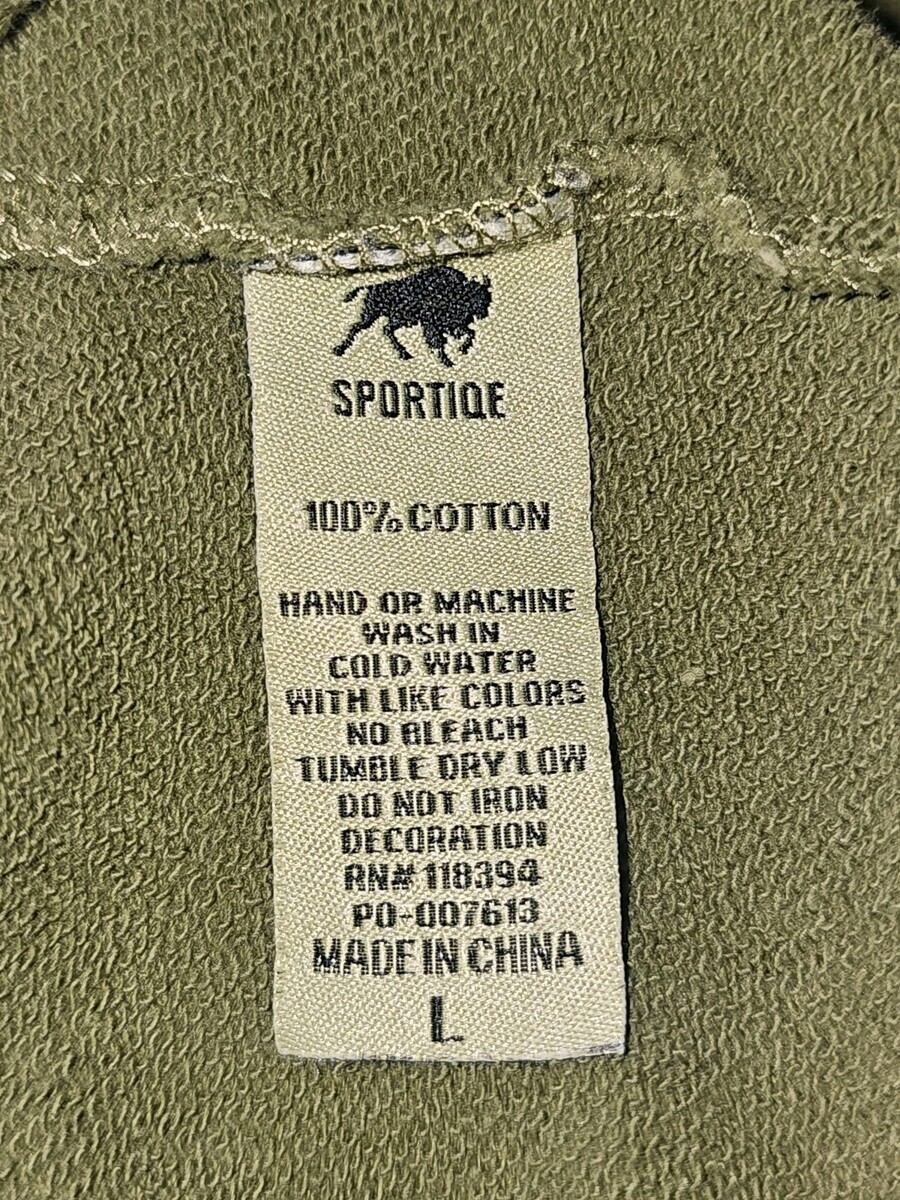 SPORTIQE
100% COTTON
HAND OR MACHINE
WASH IN
COLD WATER
WITH LIKE COLORS
NO BLEACH
TUMBLE DRY LOW
DO NOT IRON
DECORATION
RN# 118394
PO-007613
MADE IN CHINA
L